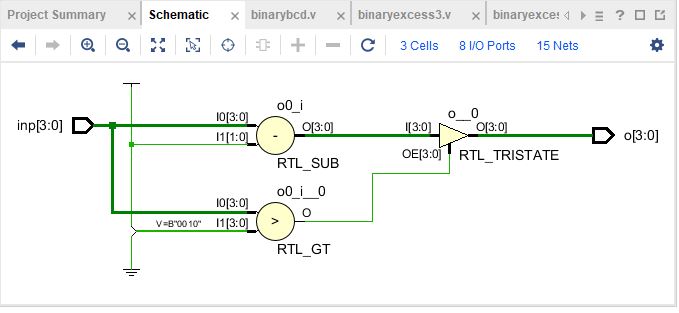 Project Summary
Schematic
binarybcd.v
binaryexcess3.v
binaryexces
3 Cells
8 I/O Ports
15 Nets
o0_i
inp[3:0]
I0[3:0]
I1[1:0]
-
O[3:0]
RTL_SUB
o__0
I[3:0]
OE[3:0]
O[3:0]
RTL_TRISTATE
o[3:0]
o0_i__0
I0[3:0]
V=B"0010"
I1[3:0]
>
O
RTL_GT